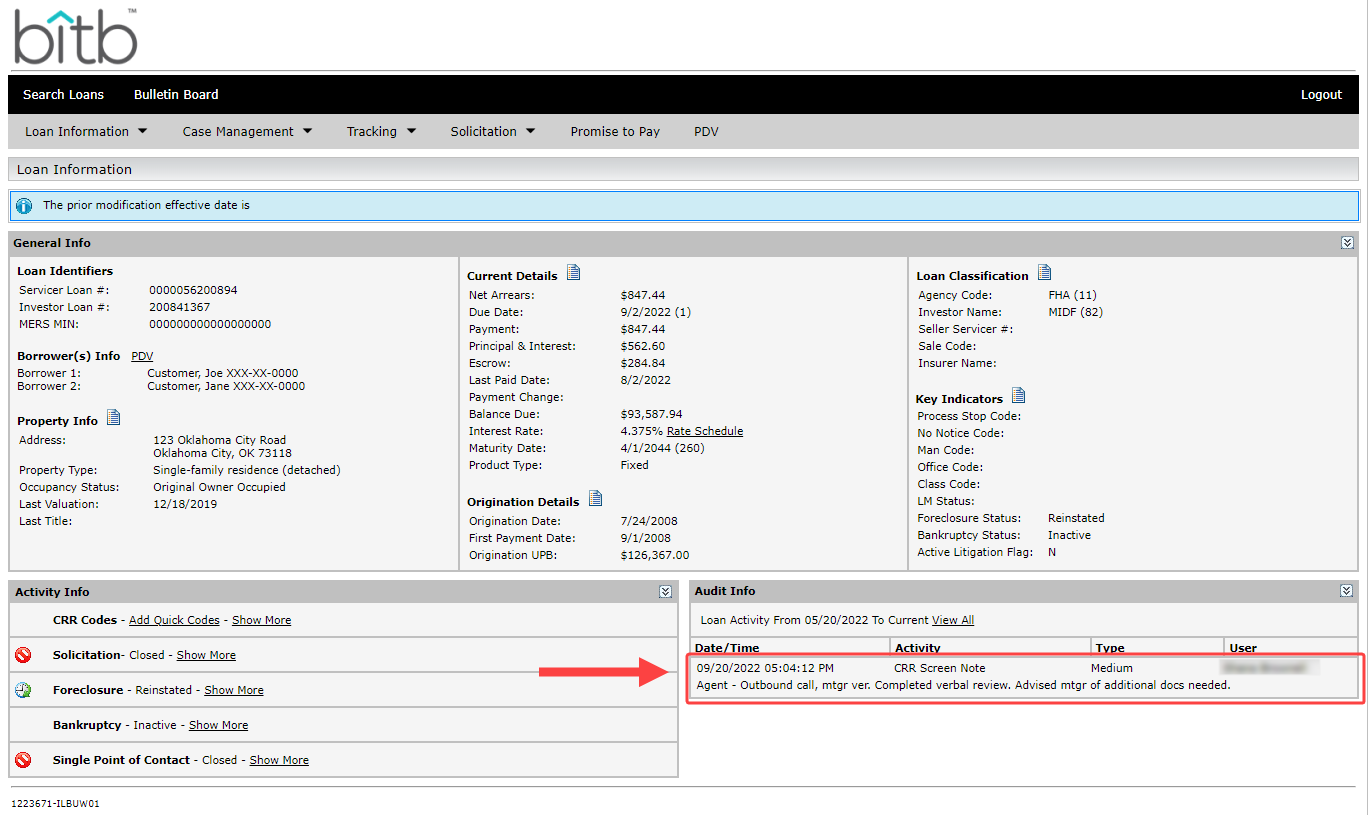 bitb™
Search Loans Bulletin Board Logout
Loan Information Case Management Tracking Solicitation Promise to Pay PDV
Loan Information
The prior modification effective date is
General Info
Loan Identifiers
Servicer Loan #: 0000056200894
Investor Loan #: 200841367
MERS MIN: 000000000000000000
Borrower(s) Info PDV
Borrower 1: Customer, Joe XXX-XX-0000
Borrower 2: Customer, Jane XXX-XX-0000
Property Info
Address: 123 Oklahoma City Road
Oklahoma City, OK 73118
Property Type: Single-family residence (detached)
Occupancy Status: Original Owner Occupied
Last Valuation: 12/18/2019
Last Title:
Current Details
Net Arrears: $847.44
Due Date: 9/2/2022 (1)
Payment: $847.44
Principal & Interest: $562.60
Escrow: $284.84
Last Paid Date: 8/2/2022
Payment Change:
Balance Due: $93,587.94
Interest Rate: 4.375% Rate Schedule
Maturity Date: 4/1/2044 (260)
Product Type: Fixed
Origination Details
Origination Date: 7/24/2008
First Payment Date: 9/1/2008
Origination UPB: $126,367.00
Loan Classification
Agency Code: FHA (11)
Investor Name: MIDF (82)
Seller Servicer #:
Sale Code:
Insurer Name:
Key Indicators
Process Stop Code:
No Notice Code:
Man Code:
Office Code:
Class Code:
LM Status:
Foreclosure Status: Reinstated
Bankruptcy Status: Inactive
Active Litigation Flag: N
Activity Info
CRR Codes - Add Quick Codes - Show More
Solicitation- Closed - Show More
Foreclosure - Reinstated - Show More
Bankruptcy - Inactive - Show More
Single Point of Contact - Closed - Show More
Audit Info
Loan Activity From 05/20/2022 To Current View All
Date/Time Activity Type User
09/20/2022 05:04:12 PM CRR Screen Note Medium
Agent - Outbound call, mtgr ver. Completed verbal review. Advised mtgr of additional docs needed.
1223671-ILBUW01